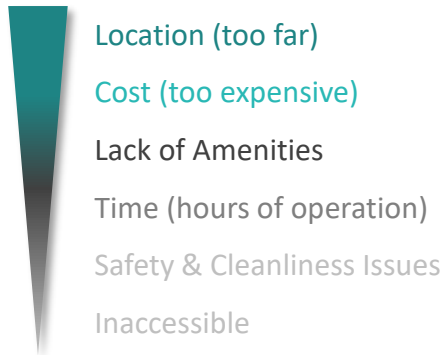 Location (too far)
Cost (too expensive)
Lack of Amenities
Time (hours of operation)
Safety & Cleanliness Issues
Inaccessible